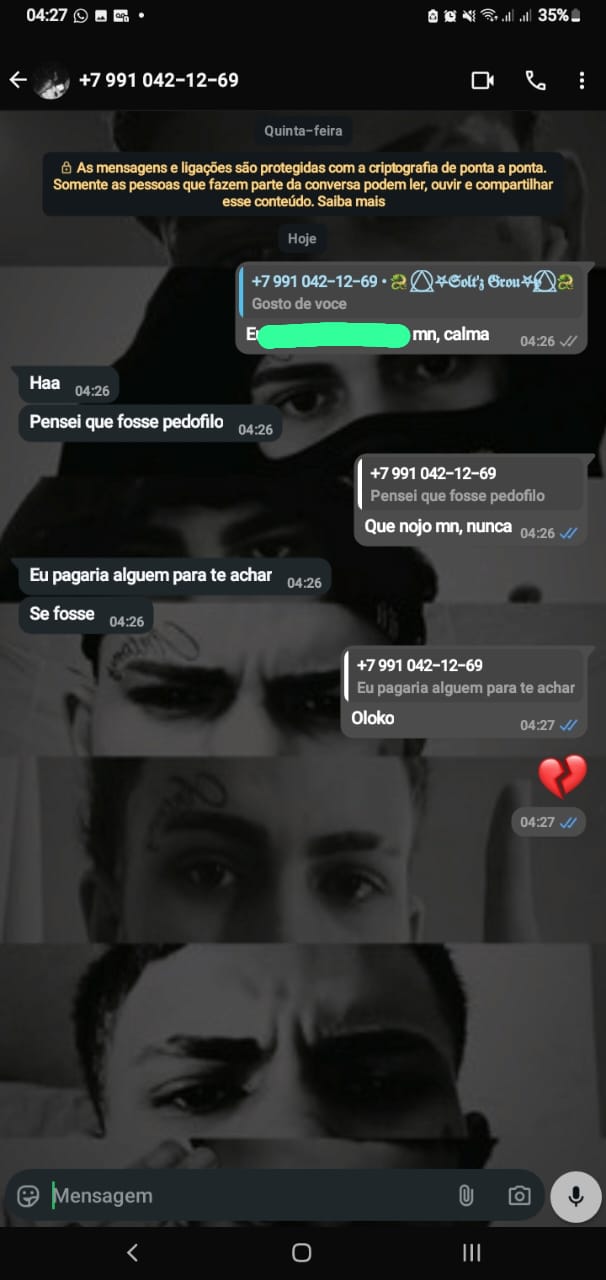 04:27
35%
+7 991 042-12-69
Quinta-feira
As mensagens e ligações são protegidas com a criptografia de ponta a ponta.
Somente as pessoas que fazem parte da conversa podem ler, ouvir e compartilhar
esse conteúdo. Saiba mais
Hoje
+7 991 042-12-69 • 𝕾𝖔𝖑𝖙'𝖟 𝕲𝖗𝖔𝖚
Gosto de voce
mn, calma 04:26
Haa 04:26
Pensei que fosse pedofilo 04:26
+7 991 042-12-69
Pensei que fosse pedofilo
Que nojo mn, nunca 04:26
Eu pagaria alguem para te achar 04:26
Se fosse 04:26
+7 991 042-12-69
Eu pagaria alguem para te achar
Oloko 04:27
04:27
Mensagem